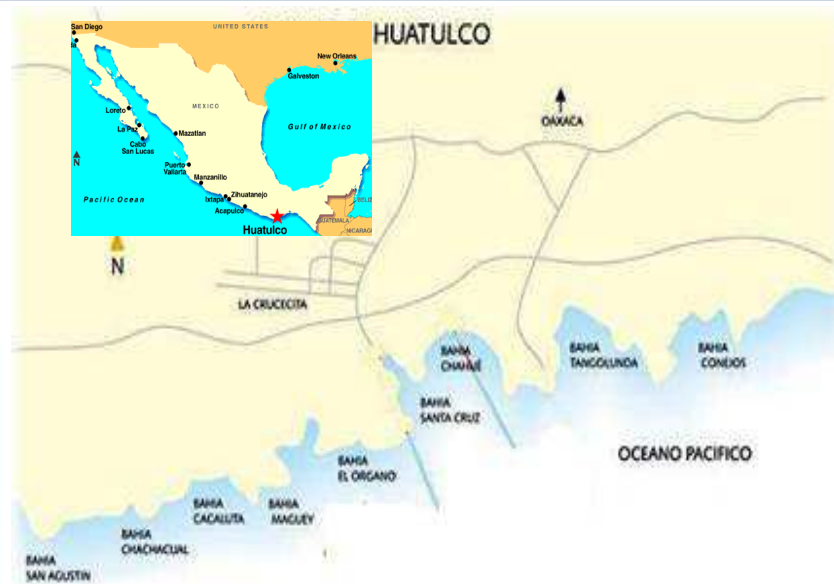 HUATULCO
San Diego
UNITED STATES
New Orleans
Galveston
MEXICO
Loreto
Gulf of Mexico
La Paz
Mazatlan
Cabo
San Lucas
N
Puerto
Vallarta
Manzanillo
Pacific Ocean
Ixtapa
Zihuatanejo
Acapulco
GUATEMALA
Huatulco
OAXACA
N
LA CRUCECITA
BAHIA
CHAHUÉ
BAHIA
TANGOLUNDA
BAHIA
CONEJOS
BAHIA
SANTA CRUZ
OCEANO PACIFICO
BAHIA
EL ORGANO
BAHIA
MAGUEY
BAHIA
CACALUTA
BAHIA
CHACHACUAL
BAHIA
SAN AGUSTIN